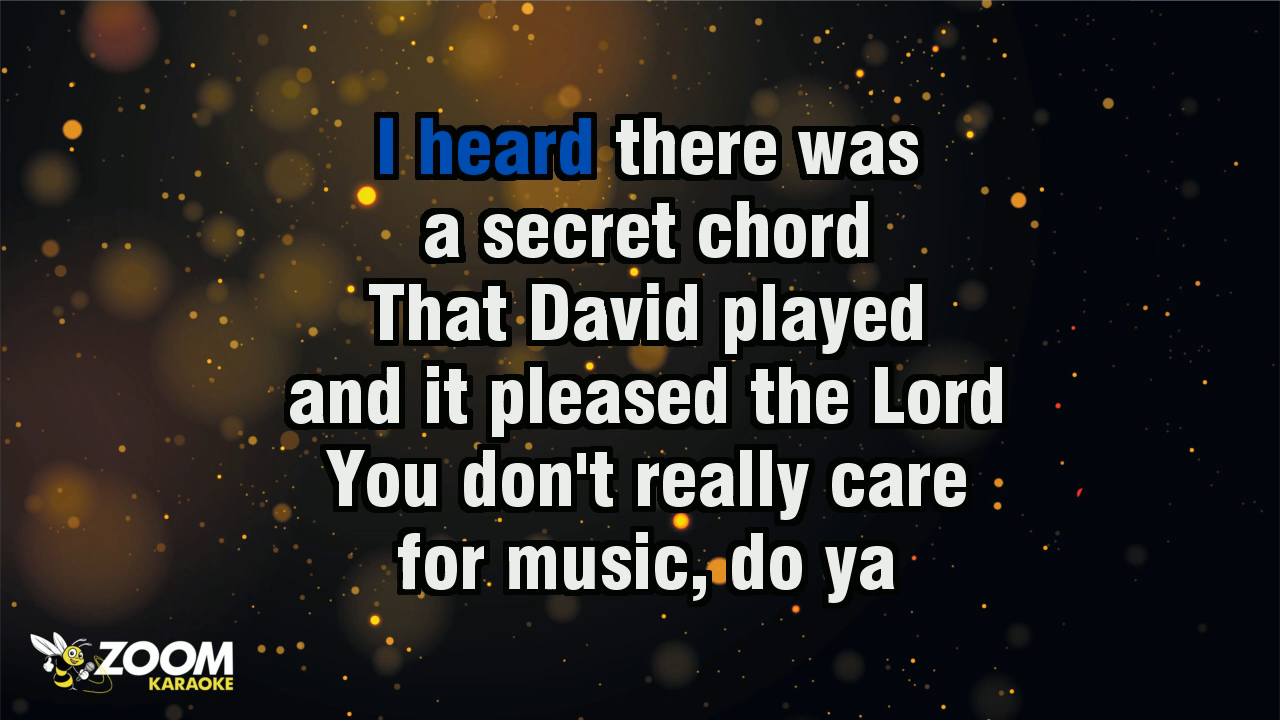 I heard there was
a secret chord
That David played
and it pleased the Lord
You don't really care
for music, do ya
ZOOM
KARAOKE